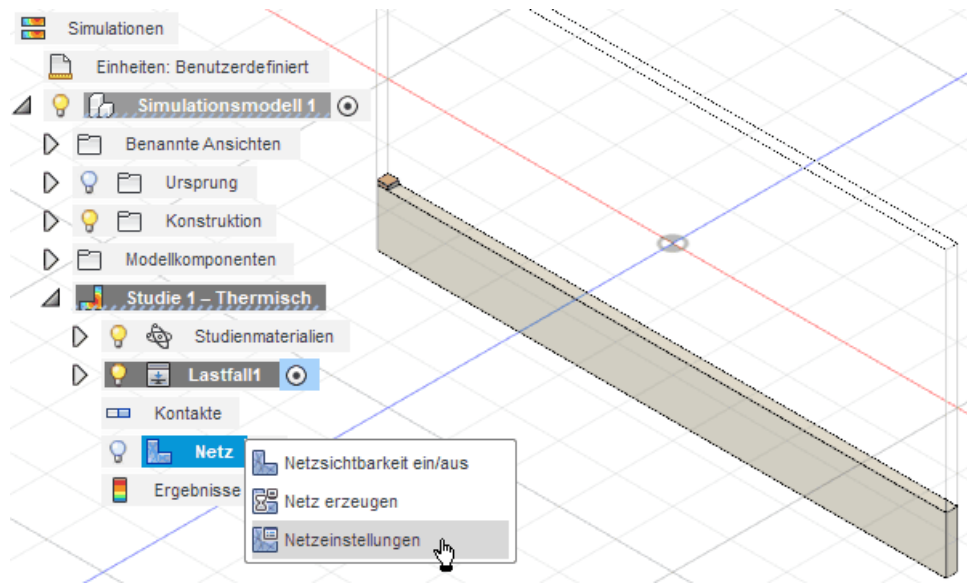 Simulationen
Einheiten: Benutzerdefiniert
Simulationsmodell 1
Benannte Ansichten
Ursprung
Konstruktion
Modellkomponenten
Studie 1 – Thermisch
Studienmaterialien
Lastfall1
Kontakte
Netz
Netzsichtbarkeit ein/aus
Ergebnisse
Netz erzeugen
Netzeinstellungen